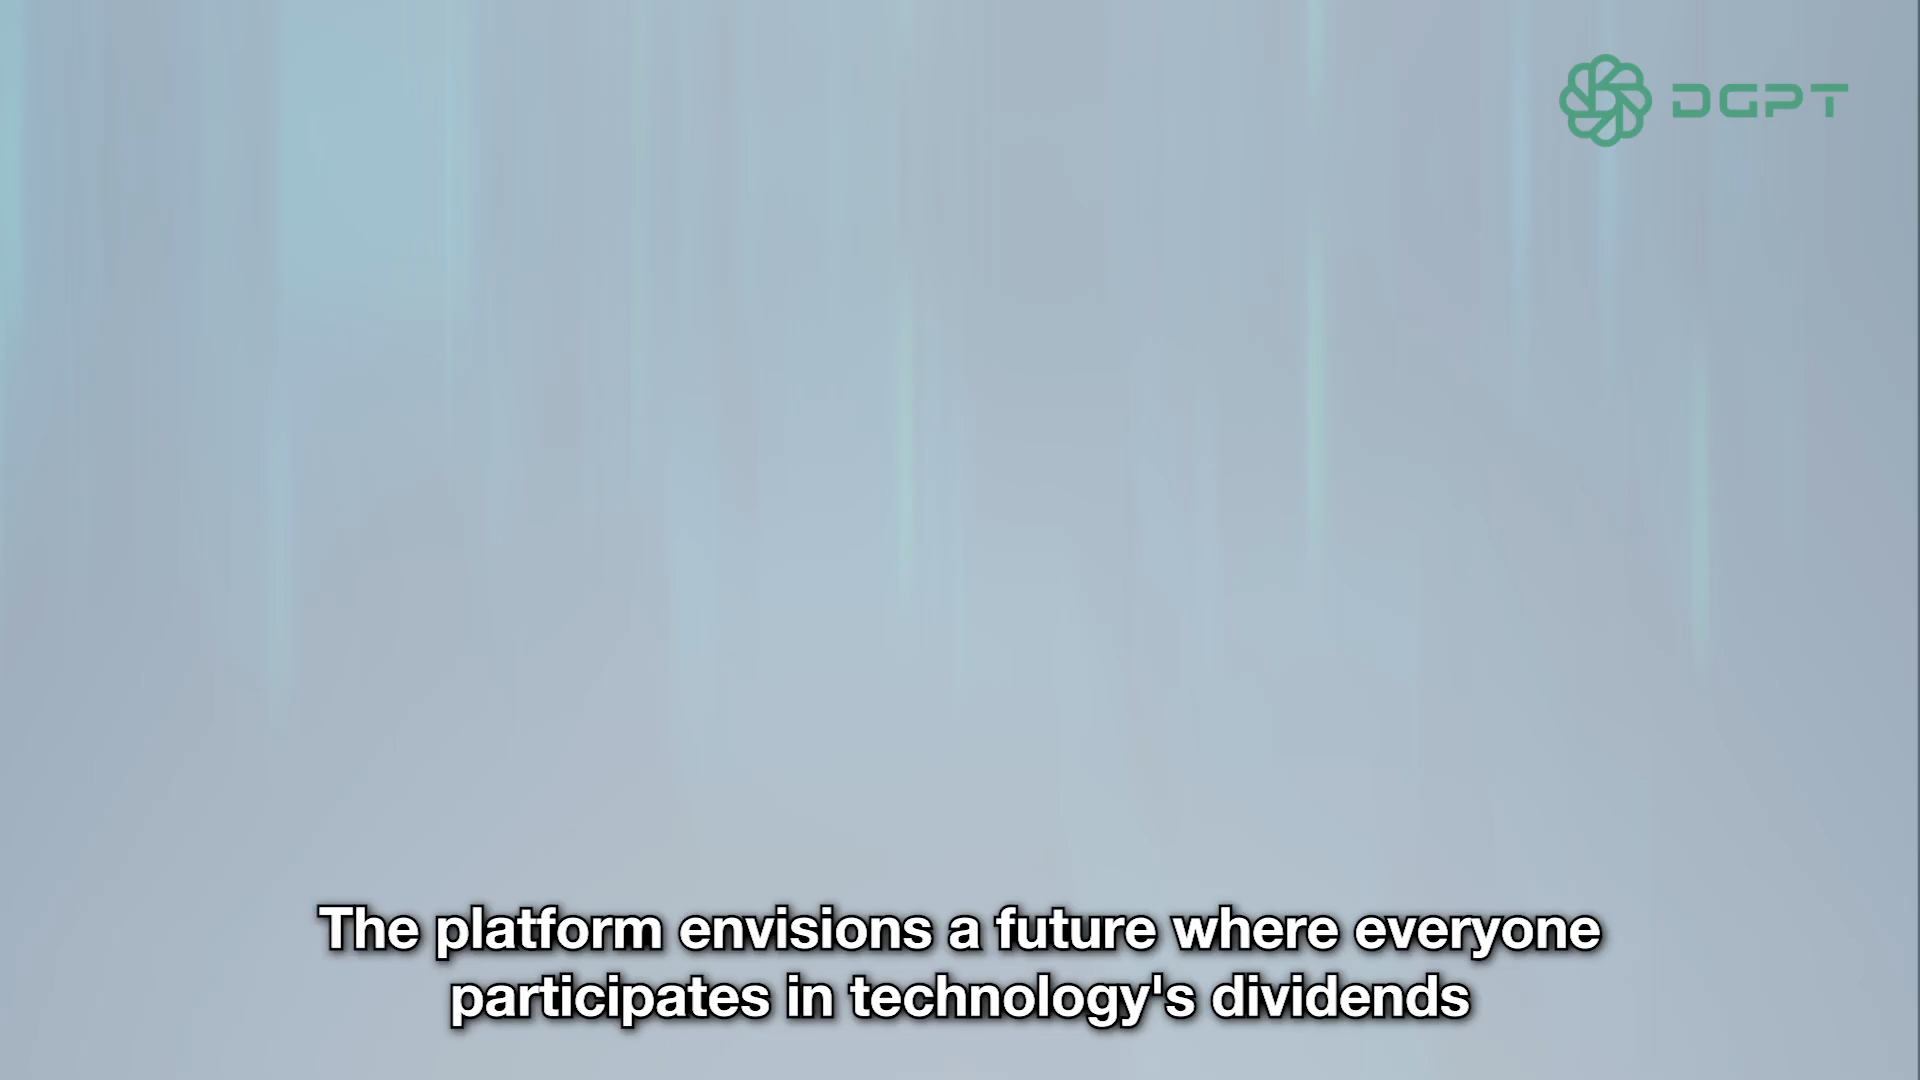 DGPT
The platform envisions a future where everyone
participates in technology's dividends